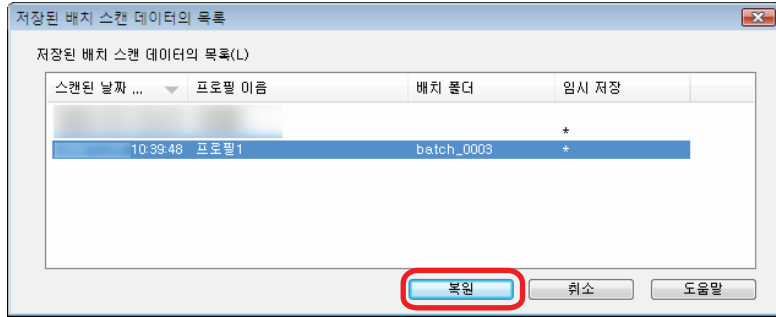 저장된 배치 스캔 데이터의 목록
저장된 배치 스캔 데이터의 목록(L)
스캔된 날짜 ... 프로필 이름 배치 폴더 임시 저장
*
10:39:48 프로필1 batch_0003 *
복원 취소 도움말